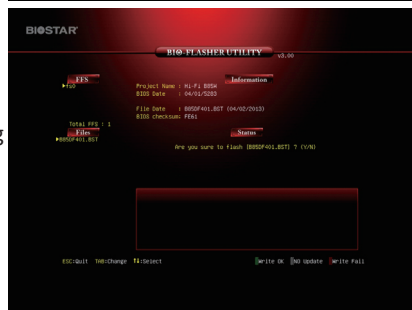 BIOSTAR
BIO-FLASHER UTILITY v3.00
FFS
fs0
Information
Project Name : Hi-Fi B85W
BIOS Date : 04/01/5203
File Date : B85DF401.BST (04/02/2013)
BIOS checksum: FE61
Total FFS : 1
Files
B85DF401.BST
Status
Are you sure to flash [B85DF401.BST] ? (Y/N)
ESC:Quit TAB:Change ↑↓:Select
Write OK NO Update Write Fail
g